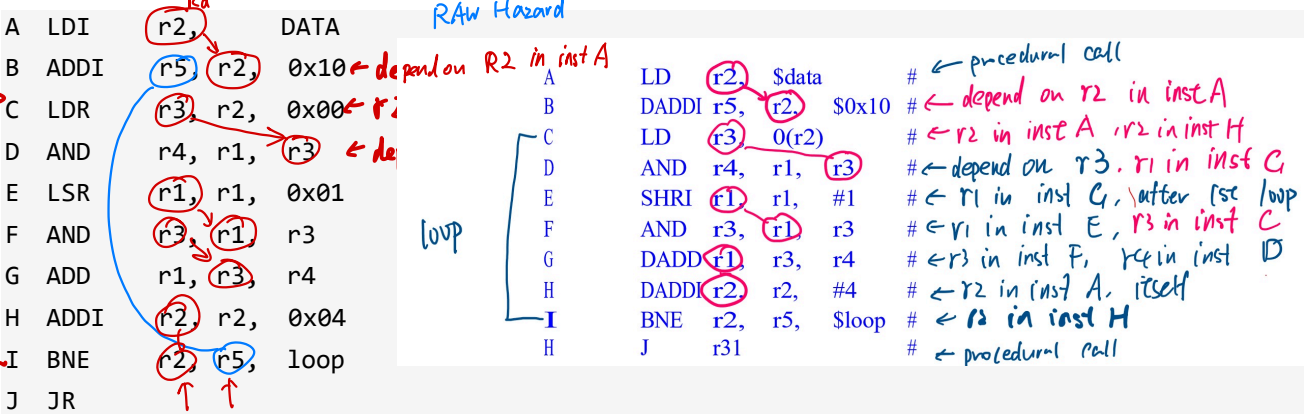 Rd
RAW Hazard
A LDI r2, DATA
B ADDI r5, r2, 0x10 ← depend on R2 in inst A
C LDR r3, r2, 0x00 ← r2
D AND r4, r1, r3 ← de
E LSR r1, r1, 0x01
F AND r3, r1, r3
G ADD r1, r3, r4
H ADDI r2, r2, 0x04
I BNE r2, r5, loop
J JR
A LD r2, $data # ← procedural call
B DADDI r5, r2, $0x10 # ← depend on r2 in inst A
C LD r3, 0(r2) # ← r2 in inst A, r2 in inst H
D AND r4, r1, r3 # ← depend on r3, r1 in inst G
E SHRI r1, r1, #1 # ← r1 in inst G, after 1st loop
F AND r3, r1, r3 # ← r1 in inst E, r3 in inst C
G DADD r1, r3, r4 # ← r3 in inst F, r4 in inst D
H DADDI r2, r2, #4 # ← r2 in inst A, itself
I BNE r2, r5, $loop # ← r2 in inst H
H J r31 # ← procedural call
loop